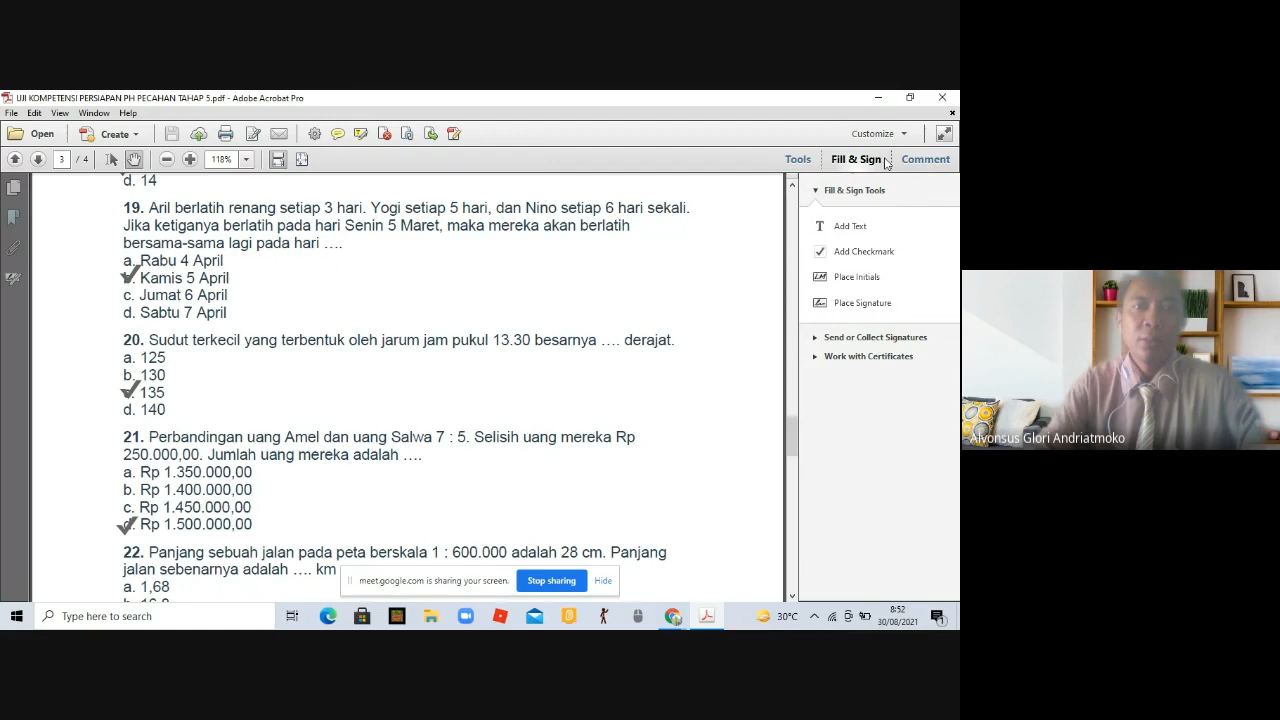 UJI KOMPETENSI PERSIAPAN PH PECAHAN TAHAP 5.pdf - Adobe Acrobat Pro
File Edit View Window Help
Open Create Customize
3 / 4 118% Tools Fill & Sign Comment
d. 14
19. Aril berlatih renang setiap 3 hari. Yogi setiap 5 hari, dan Nino setiap 6 hari sekali.
Jika ketiganya berlatih pada hari Senin 5 Maret, maka mereka akan berlatih
bersama-sama lagi pada hari ….
a. Rabu 4 April
Kamis 5 April
c. Jumat 6 April
d. Sabtu 7 April
20. Sudut terkecil yang terbentuk oleh jarum jam pukul 13.30 besarnya …. derajat.
a. 125
b. 130
135
d. 140
21. Perbandingan uang Amel dan uang Salwa 7 : 5. Selisih uang mereka Rp
250.000,00. Jumlah uang mereka adalah ….
a. Rp 1.350.000,00
b. Rp 1.400.000,00
c. Rp 1.450.000,00
d. Rp 1.500.000,00
22. Panjang sebuah jalan pada peta berskala 1 : 600.000 adalah 28 cm. Panjang
jalan sebenarnya adalah …. km
a. 1,68
Fill & Sign Tools
Add Text
Add Checkmark
Place Initials
Place Signature
Send or Collect Signatures
Work with Certificates
meet.google.com is sharing your screen. Stop sharing Hide
Type here to search
30°C
8:52
30/08/2021
1
Alvonsus Glori Andriatmoko